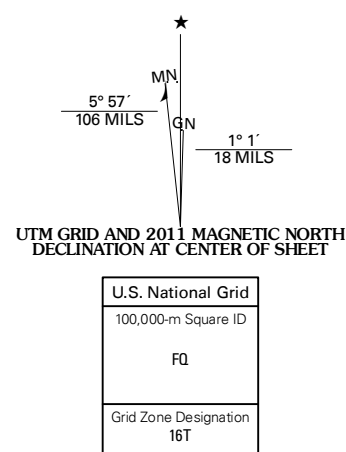 ★
MN.
5° 57´
106 MILS
GN
1° 1´
18 MILS
UTM GRID AND 2011 MAGNETIC NORTH
DECLINATION AT CENTER OF SHEET
U.S. National Grid
100,000-m Square ID
FQ
Grid Zone Designation
16T